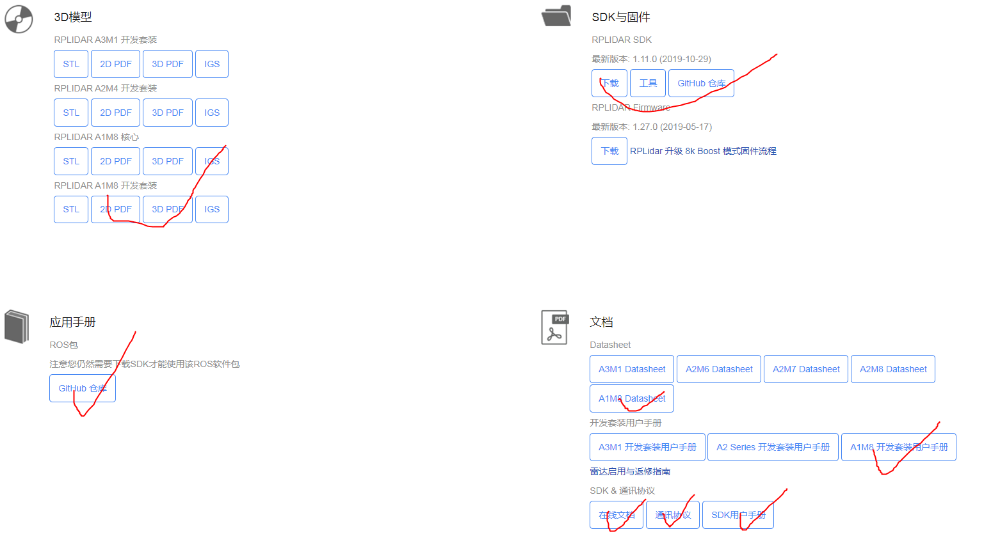 3D模型
RPLIDAR A3M1 开发套装
STL 2D PDF 3D PDF IGS
RPLIDAR A2M4 开发套装
STL 2D PDF 3D PDF IGS
RPLIDAR A1M8 核心
STL 2D PDF 3D PDF IGS
RPLIDAR A1M8 开发套装
STL 2D PDF 3D PDF IGS
SDK与固件
RPLIDAR SDK
最新版本: 1.11.0 (2019-10-29)
下载 工具 GitHub 仓库
RPLIDAR Firmware
最新版本: 1.27.0 (2019-05-17)
下载 RPLidar 升级 8k Boost 模式固件流程
应用手册
ROS包
注意您仍然需要下载SDK才能使用该ROS软件包
GitHub 仓库
PDF
文档
Datasheet
A3M1 Datasheet A2M6 Datasheet A2M7 Datasheet A2M8 Datasheet
A1M8 Datasheet
开发套装用户手册
A3M1 开发套装用户手册 A2 Series 开发套装用户手册 A1M8 开发套装用户手册
雷达启用与返修指南
SDK & 通讯协议
在线文档 通讯协议 SDK用户手册